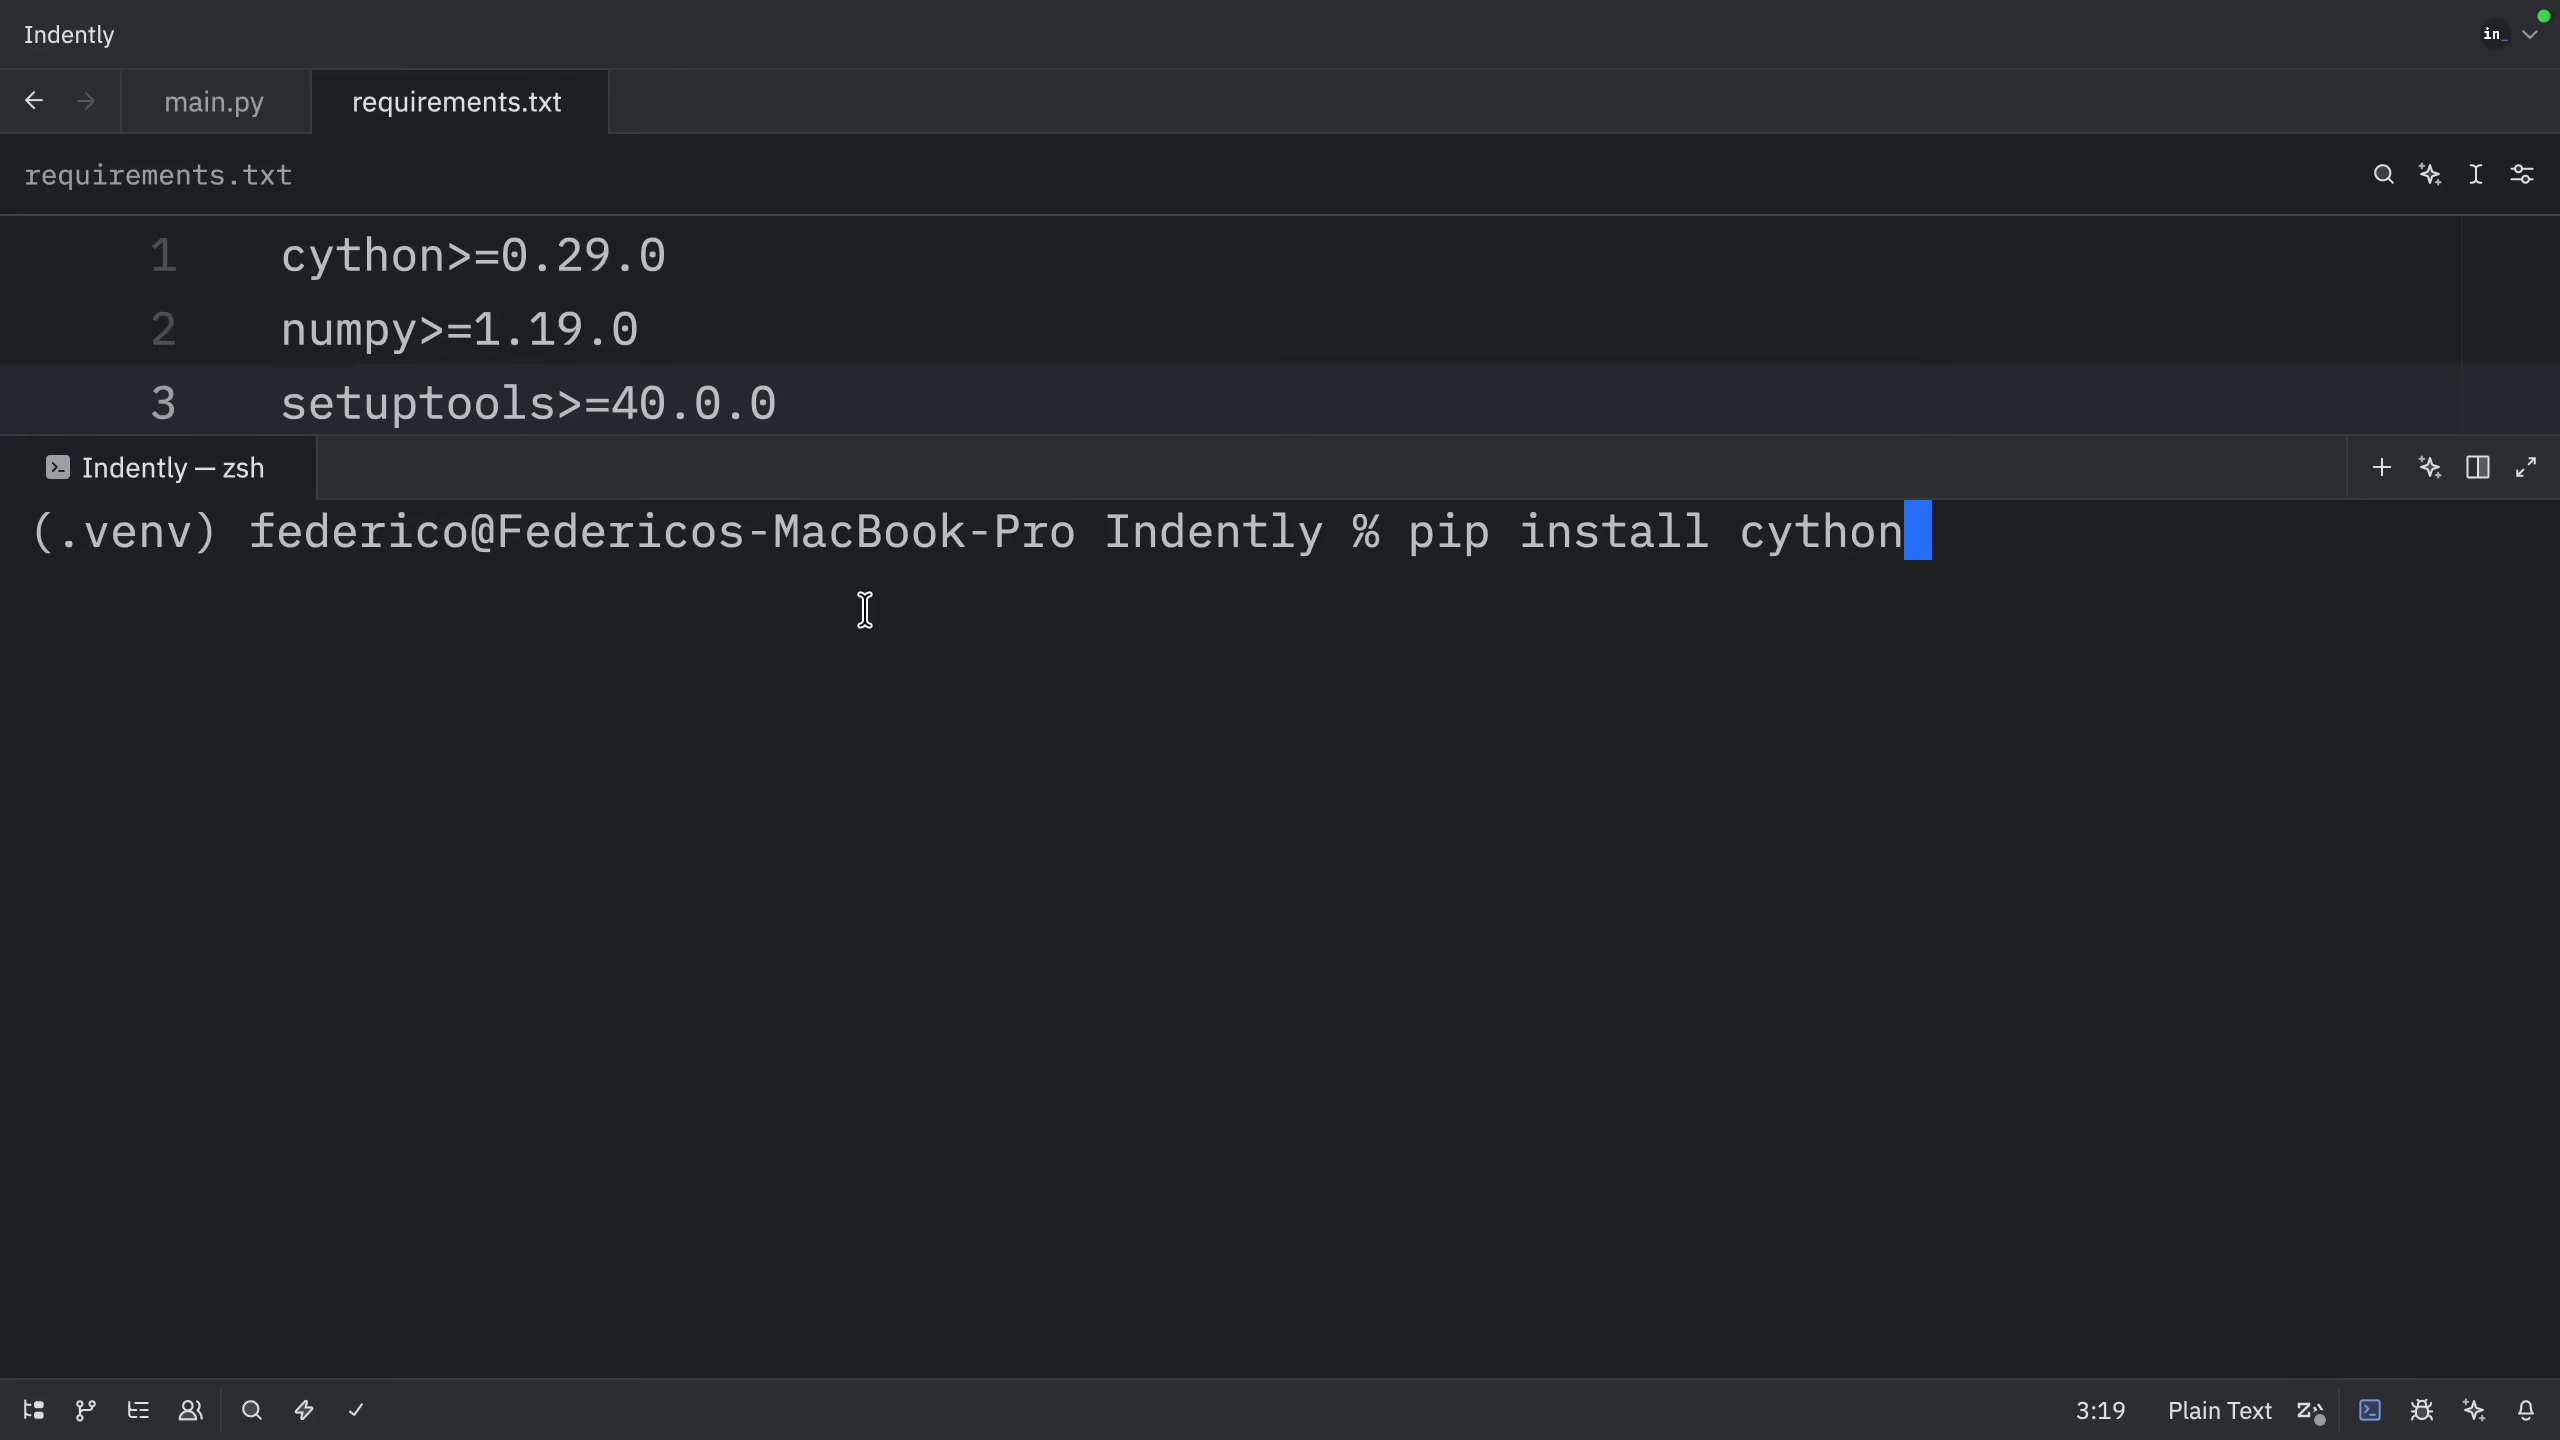 Indently
in_
main.py
requirements.txt
requirements.txt
1 cython>=0.29.0
2 numpy>=1.19.0
3 setuptools>=40.0.0
Indently — zsh
(.venv) federico@Federicos-MacBook-Pro Indently % pip install cython
3:19 Plain Text